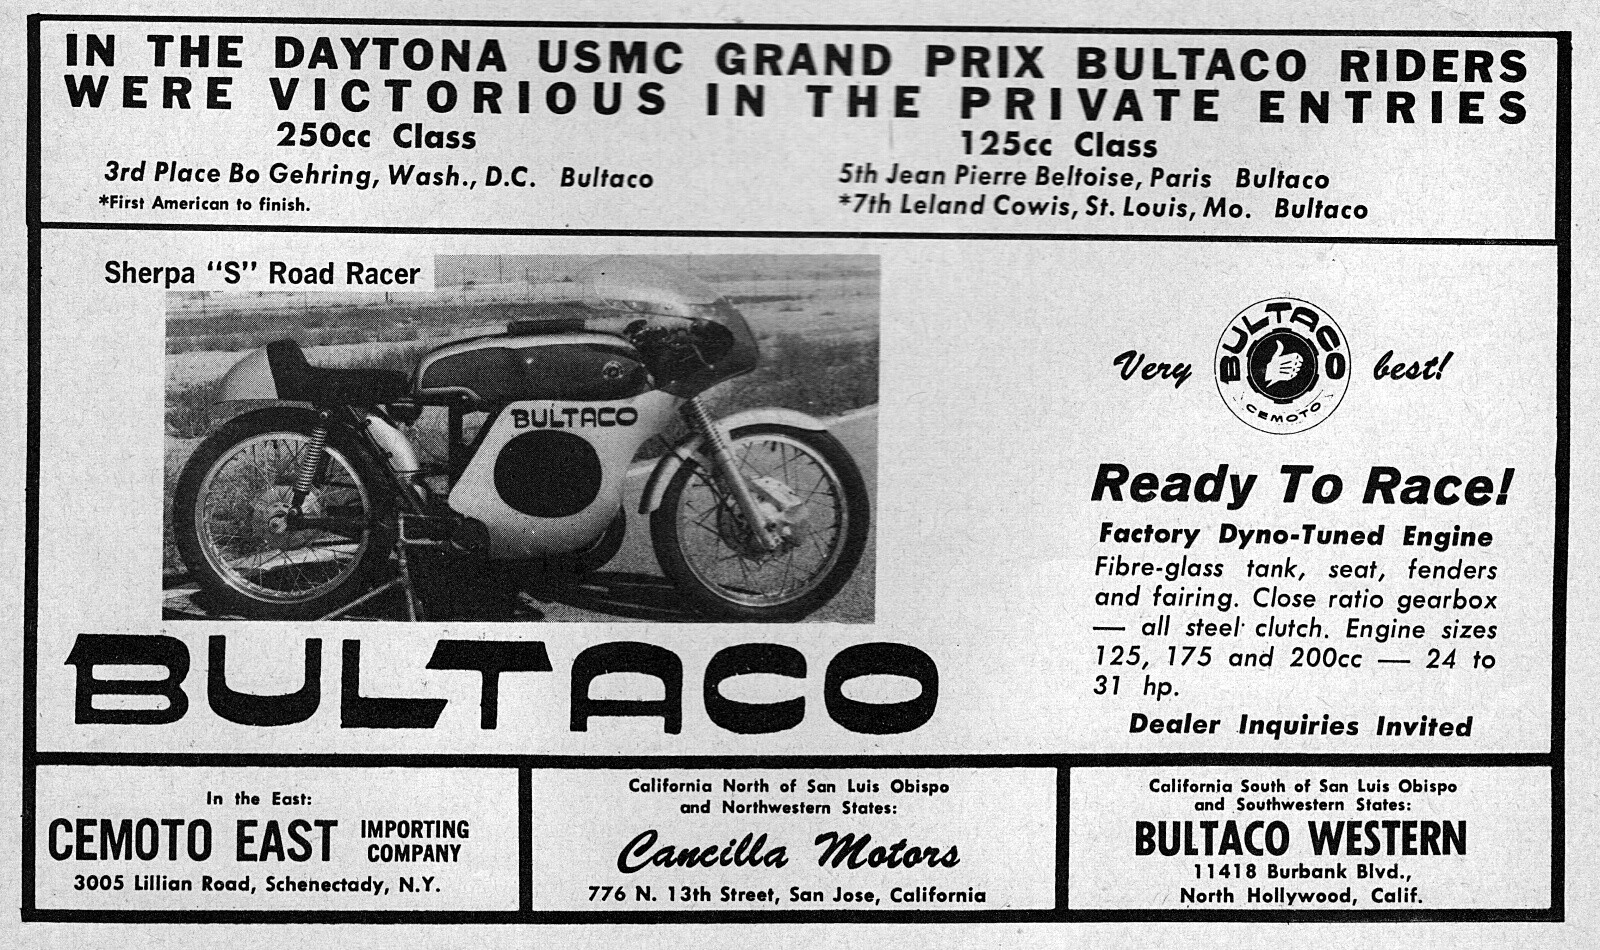 IN THE DAYTONA USMC GRAND PRIX BULTACO RIDERS
WERE VICTORIOUS IN THE PRIVATE ENTRIES
250cc Class
3rd Place Bo Gehring, Wash., D.C. Bultaco
*First American to finish.
125cc Class
5th Jean Pierre Beltoise, Paris Bultaco
*7th Leland Cowis, St. Louis, Mo. Bultaco
Sherpa “S” Road Racer
BULTACO
BULTACO
Very
BULTACO
CEMOTO
best!
Ready To Race!
Factory Dyno-Tuned Engine
Fibre-glass tank, seat, fenders
and fairing. Close ratio gearbox
— all steel clutch. Engine sizes
125, 175 and 200cc — 24 to
31 hp.
Dealer Inquiries Invited
In the East:
CEMOTO EAST IMPORTING
COMPANY
3005 Lillian Road, Schenectady, N.Y.
California North of San Luis Obispo
and Northwestern States:
Cancilla Motors
776 N. 13th Street, San Jose, California
California South of San Luis Obispo
and Southwestern States:
BULTACO WESTERN
11418 Burbank Blvd.,
North Hollywood, Calif.